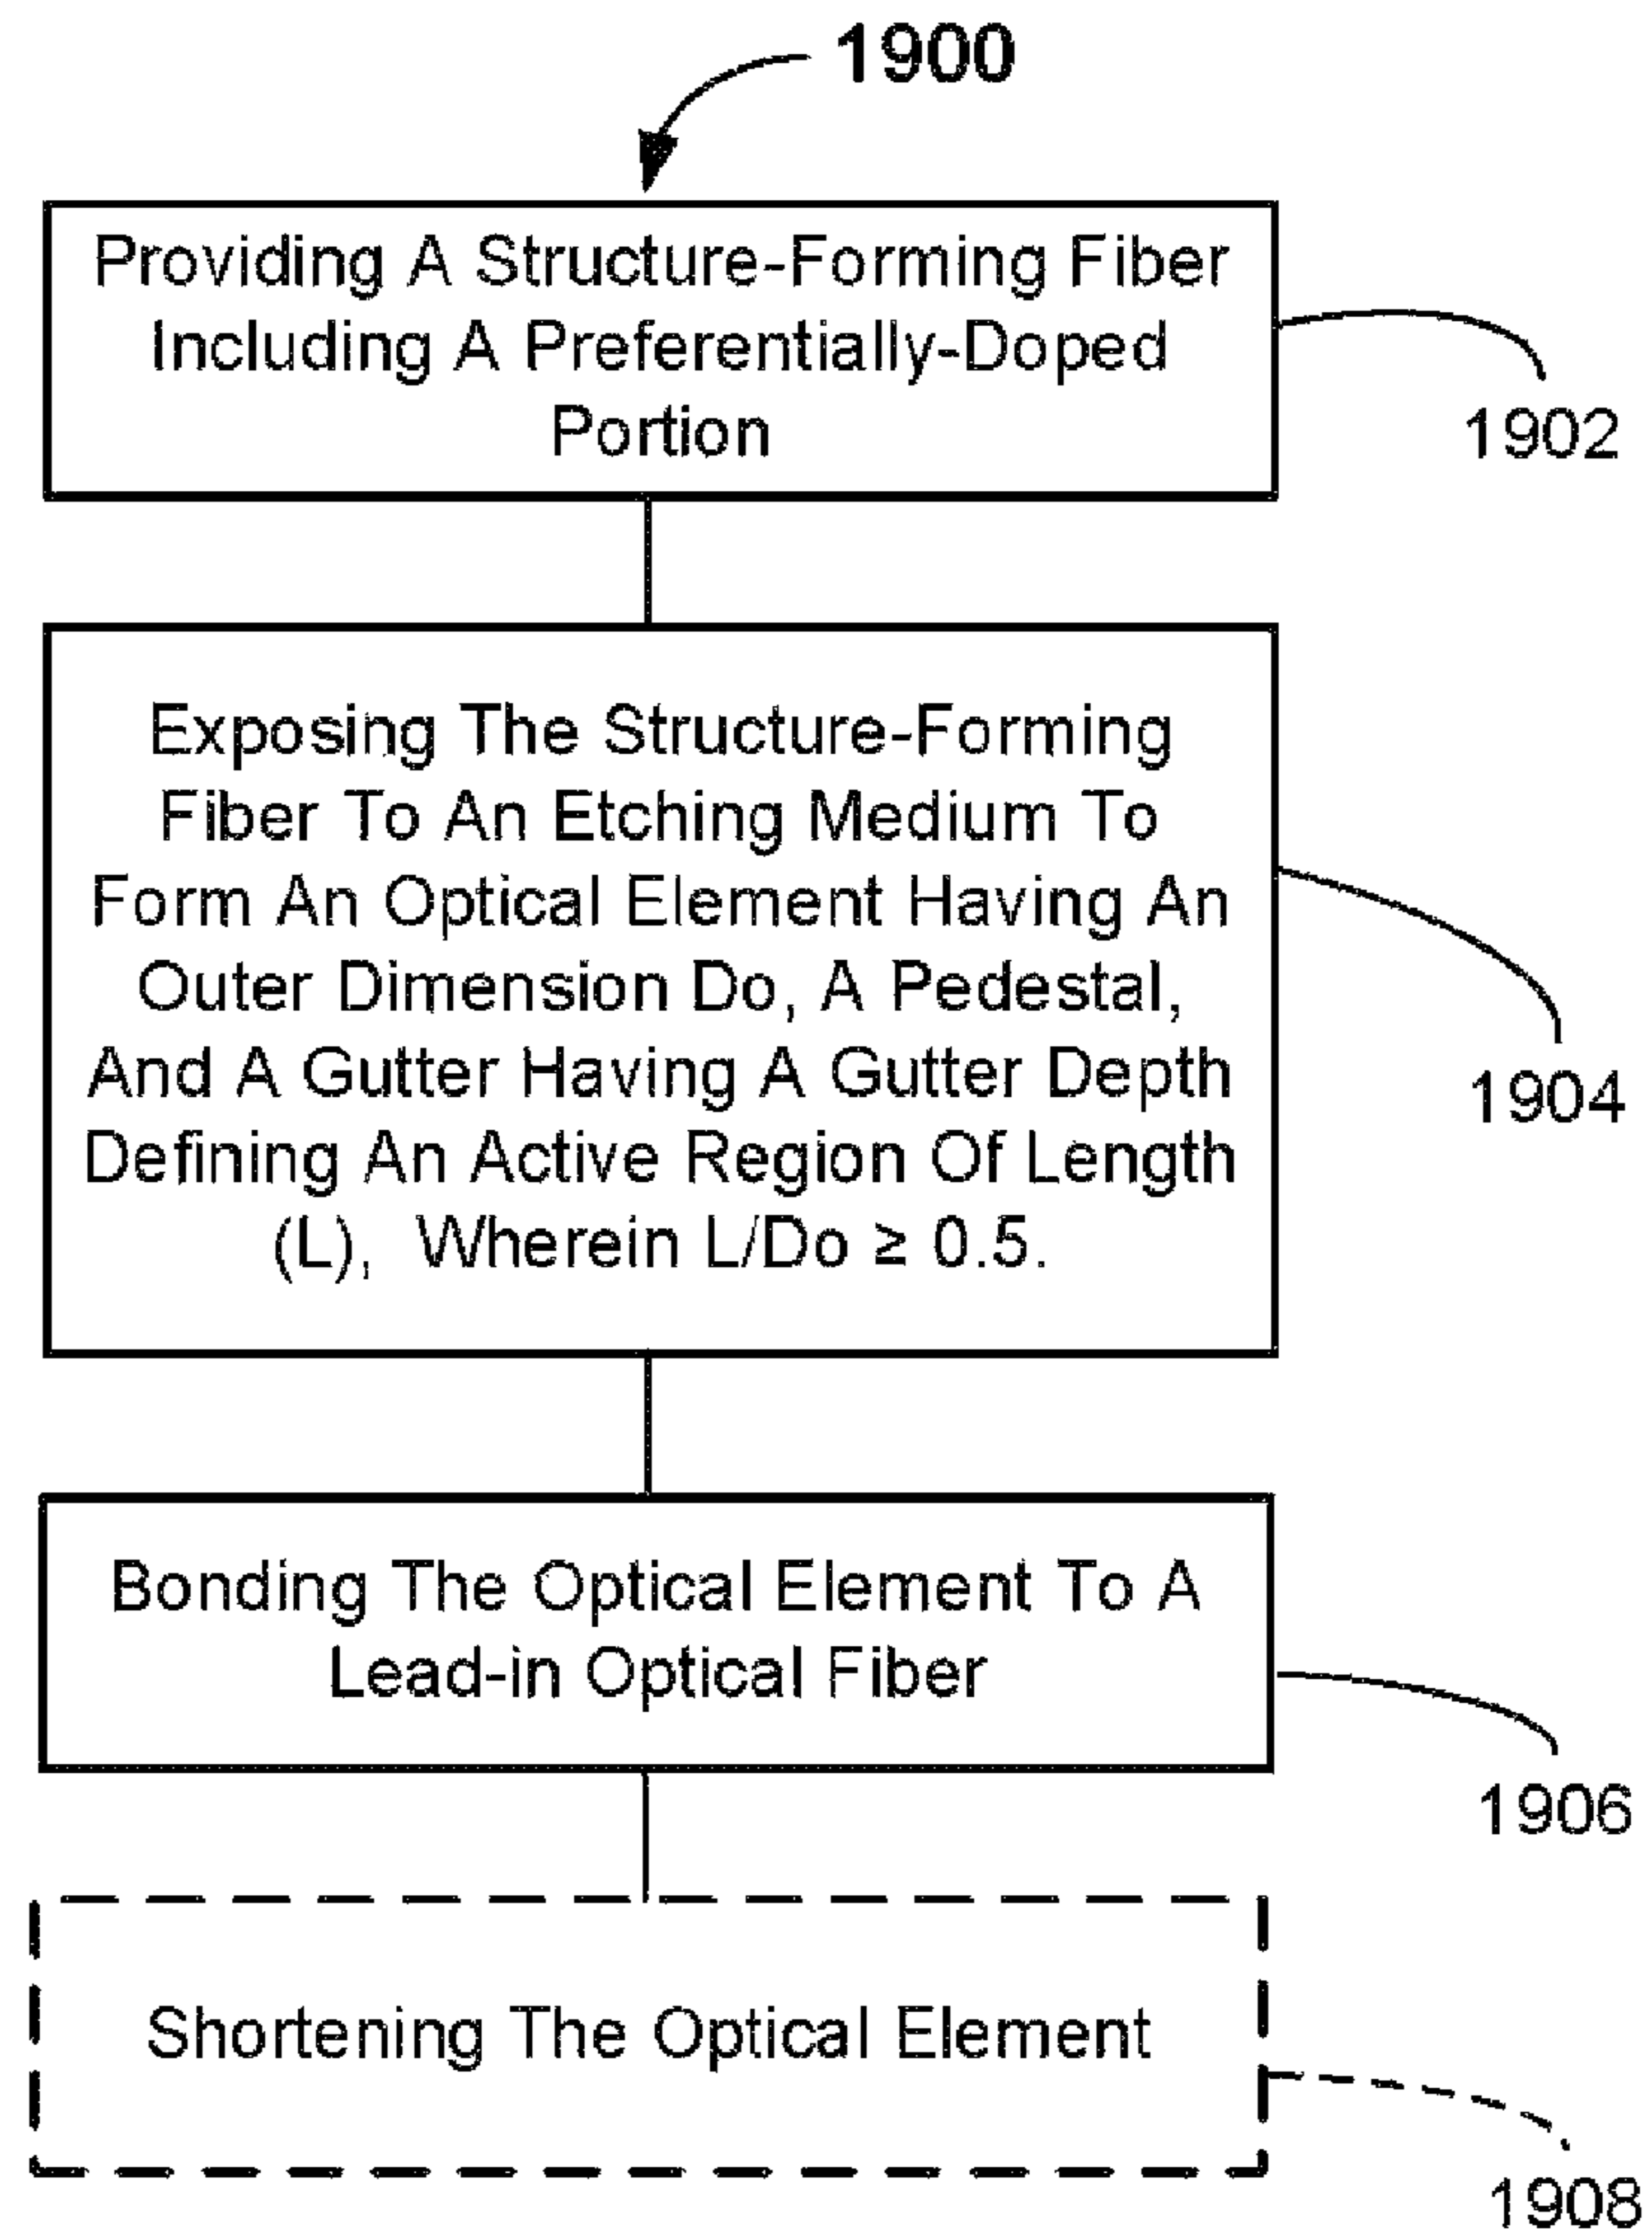 1900
Providing A Structure-Forming Fiber
Including A Preferentially-Doped
Portion
1902
Exposing The Structure-Forming
Fiber To An Etching Medium To
Form An Optical Element Having An
Outer Dimension Do, A Pedestal,
And A Gutter Having A Gutter Depth
Defining An Active Region Of Length
(L), Wherein L/Do ≥ 0.5.
1904
Bonding The Optical Element To A
Lead-in Optical Fiber
1906
Shortening The Optical Element
1908